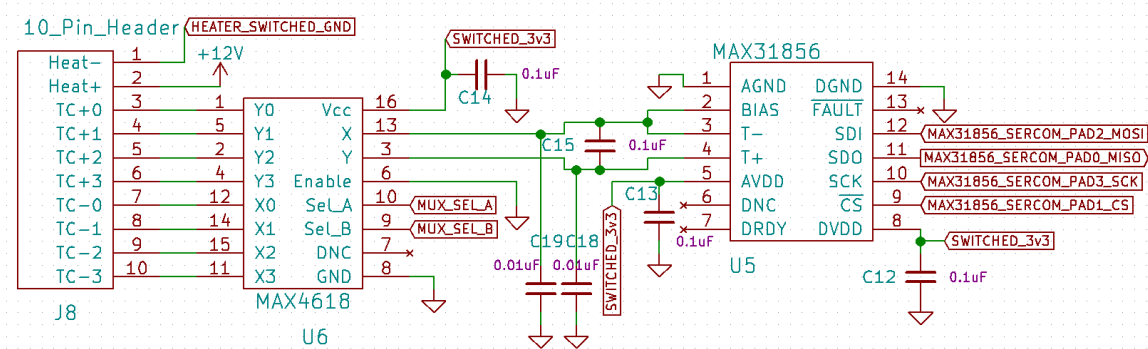 10_Pin_Header
HEATER_SWITCHED_GND
+12V
Heat- 1
Heat+ 2
TC+0 3
TC+1 4
TC+2 5
TC+3 6
TC-0 7
TC-1 8
TC-2 9
TC-3 10
J8
1 Y0 Vcc 16
5 Y1 X 13
2 Y2 Y 3
4 Y3 Enable 6
12 X0 Sel_A 10
14 X1 Sel_B 9
15 X2 DNC 7
11 X3 GND 8
MAX4618
U6
MUX_SEL_A
MUX_SEL_B
SWITCHED_3v3
0.1uF
C14
C15
0.1uF
C19
0.01uF
C18
0.01uF
C13
0.1uF
SWITCHED_3v3
MAX31856
1 AGND DGND 14
2 BIAS FAULT 13
3 T- SDI 12
4 T+ SDO 11
5 AVDD SCK 10
6 DNC CS 9
7 DRDY DVDD 8
U5
MAX31856_SERCOM_PAD2_MOSI
MAX31856_SERCOM_PAD0_MISO
MAX31856_SERCOM_PAD3_SCK
MAX31856_SERCOM_PAD1_CS
SWITCHED_3v3
C12
0.1uF